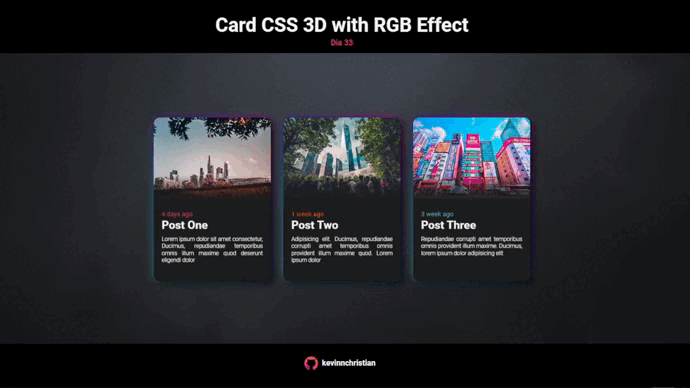 Card CSS 3D with RGB Effect
Dia 33
4 days ago
Post One
Lorem ipsum dolor sit amet consectetur,
Ducimus, repudiandae temporibus
omnis illum maxime quod deserunt
eligendi dolor
1 week ago
Post Two
Adipisicing elit. Ducimus, repudiandae
corrupti amet temporibus
omnis provident illum
maxime quod. Lorem
ipsum dolor
3 week ago
Post Three
Repudiandae corrupti amet temporibus
omnis provident illum maxime. Ducimus,
lorem ipsum dolor adipisicing elit
kevinnchristian